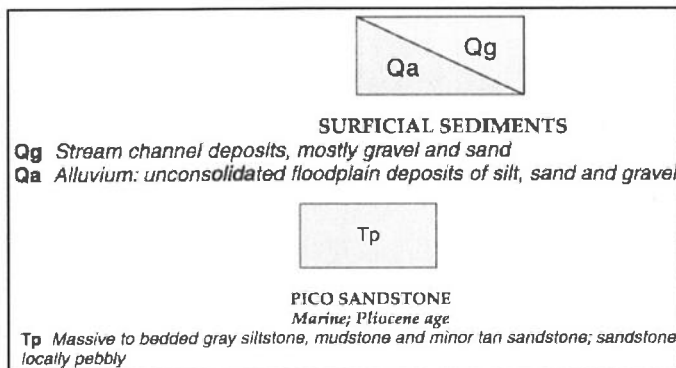 Qg
Qa
SURFICIAL SEDIMENTS
Qg Stream channel deposits, mostly gravel and sand
Qa Alluvium: unconsolidated floodplain deposits of silt, sand and gravel
Tp
PICO SANDSTONE
Marine; Pliocene age
Tp Massive to bedded gray siltstone, mudstone and minor tan sandstone; sandstone
locally pebbly